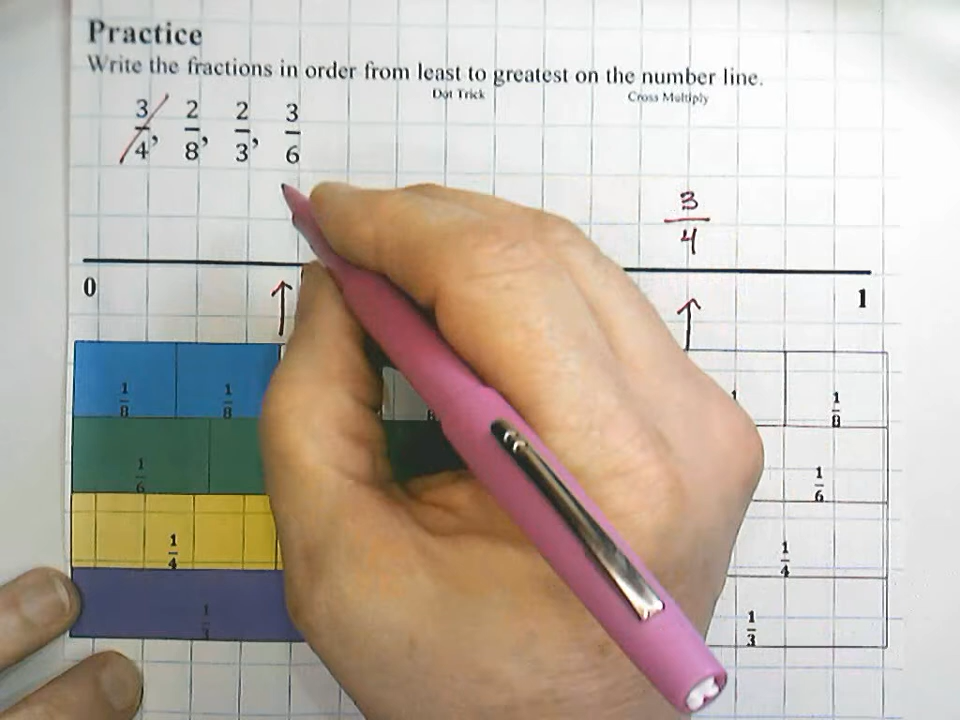 Practice
Write the fractions in order from least to greatest on the number line.
Dot Trick Cross Multiply
3/4, 2/8, 2/3, 3/6
3/4
0 1
1/8 1/8 1/8
1/6 1/6
1/4 1/4
1/3